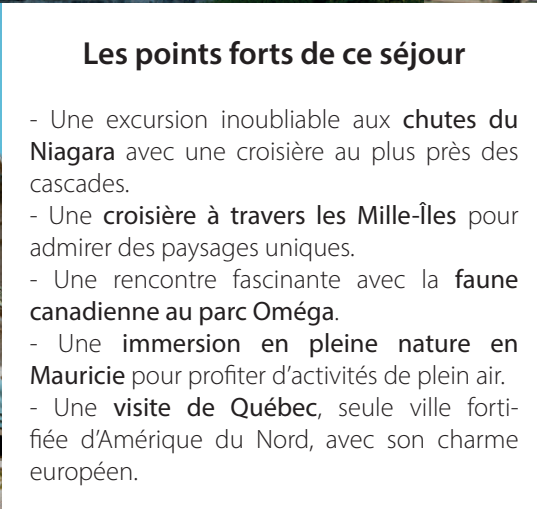 Les points forts de ce séjour
- Une excursion inoubliable aux chutes du
Niagara avec une croisière au plus près des
cascades.
- Une croisière à travers les Mille-Îles pour
admirer des paysages uniques.
- Une rencontre fascinante avec la faune
canadienne au parc Oméga.
- Une immersion en pleine nature en
Mauricie pour profiter d'activités de plein air.
- Une visite de Québec, seule ville forti-
fiée d'Amérique du Nord, avec son charme
européen.